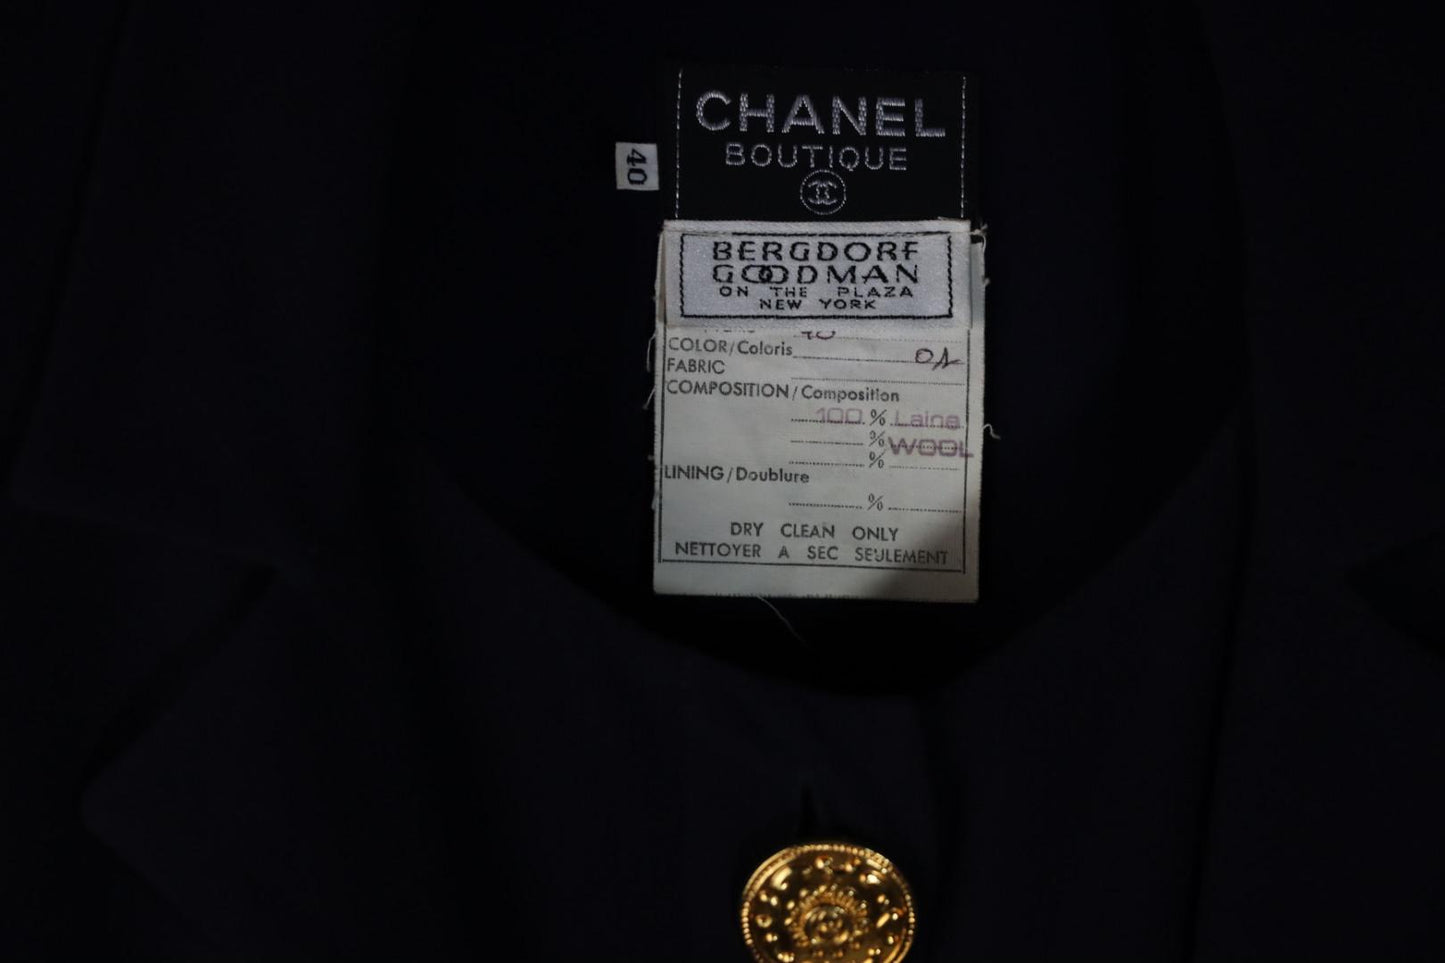 CHANEL
BOUTIQUE
40
BERGDORF
GOODMAN
ON THE PLAZA
NEW YORK
COLOR/Coloris 01
FABRIC
COMPOSITION/Composition
100 % Laine
% WOOL
%
LINING/Doublure
%
DRY CLEAN ONLY
NETTOYER A SEC SEULEMENT